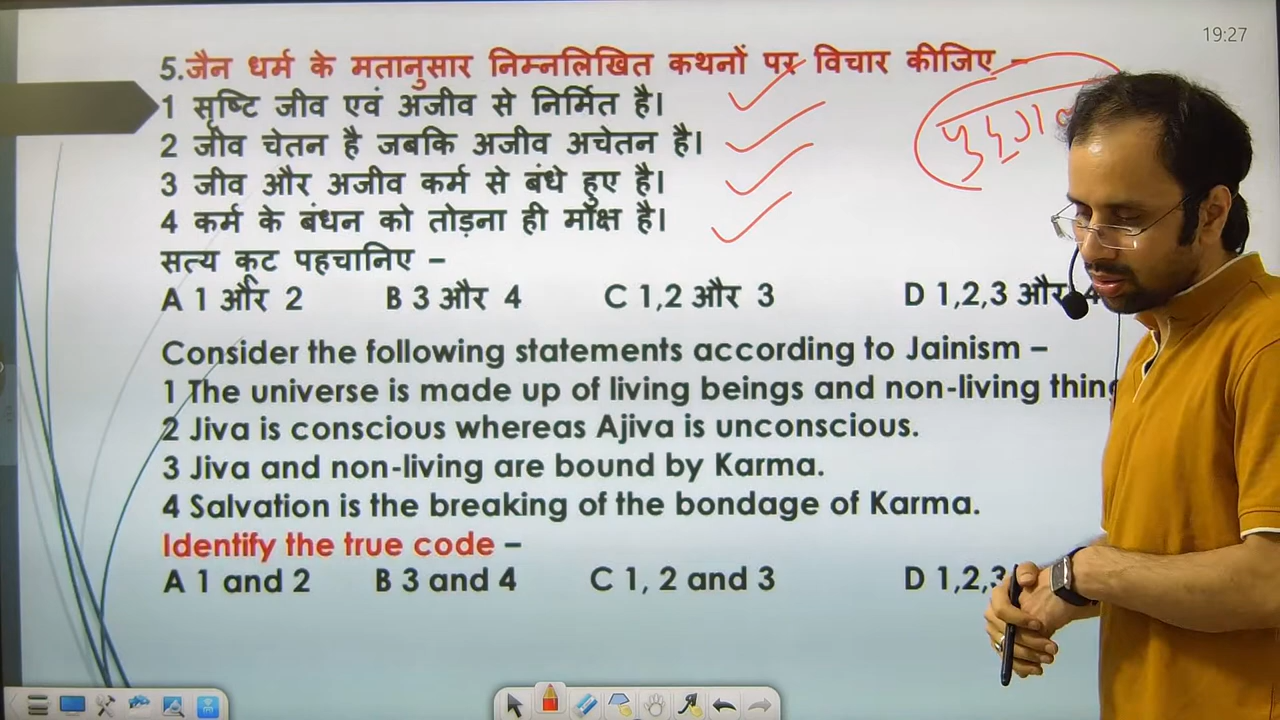 19:27
5.जैन धर्म के मतानुसार निम्नलिखित कथनों पर विचार कीजिए –
1 सृष्टि जीव एवं अजीव से निर्मित है।
2 जीव चेतन है जबकि अजीव अचेतन है।
3 जीव और अजीव कर्म से बंधे हुए है।
4 कर्म के बंधन को तोड़ना ही मोक्ष है।
सत्य कूट पहचानिए –
A 1 और 2 B 3 और 4 C 1,2 और 3 D 1,2,3 और 4
Consider the following statements according to Jainism –
1 The universe is made up of living beings and non-living thing
2 Jiva is conscious whereas Ajiva is unconscious.
3 Jiva and non-living are bound by Karma.
4 Salvation is the breaking of the bondage of Karma.
Identify the true code –
A 1 and 2 B 3 and 4 C 1, 2 and 3 D 1,2,3